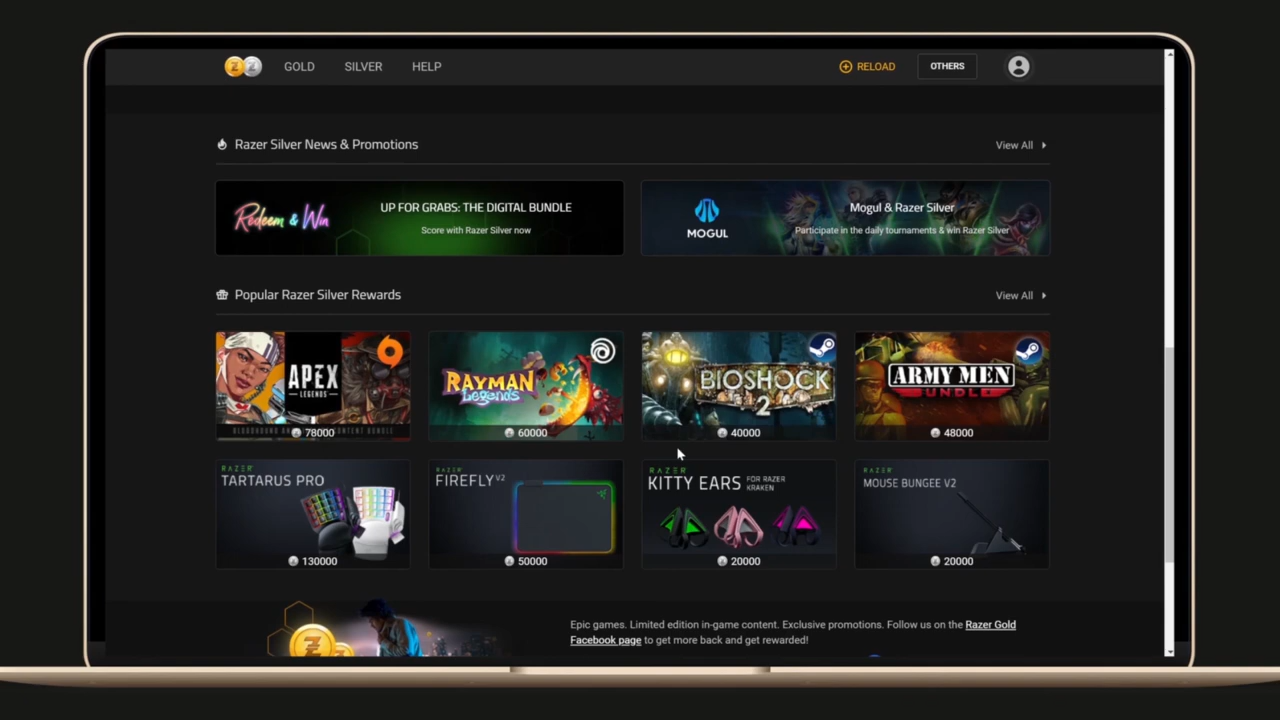 GOLD
SILVER
HELP
RELOAD
OTHERS
Razer Silver News & Promotions
View All
Redeem & Win
UP FOR GRABS: THE DIGITAL BUNDLE
Score with Razer Silver now
MOGUL
Mogul & Razer Silver
Participate in the daily tournaments & win Razer Silver
Popular Razer Silver Rewards
View All
APEX
LEGENDS
78000
RAYMAN
Legends
60000
BIOSHOCK
2
40000
ARMY MEN
BUNDLE
48000
RAZER
TARTARUS PRO
130000
RAZER
FIREFLY V2
50000
RAZER
KITTY EARS FOR RAZER
KRAKEN
20000
RAZER
MOUSE BUNGEE V2
20000
Epic games. Limited edition in-game content. Exclusive promotions. Follow us on the Razer Gold
Facebook page to get more back and get rewarded!